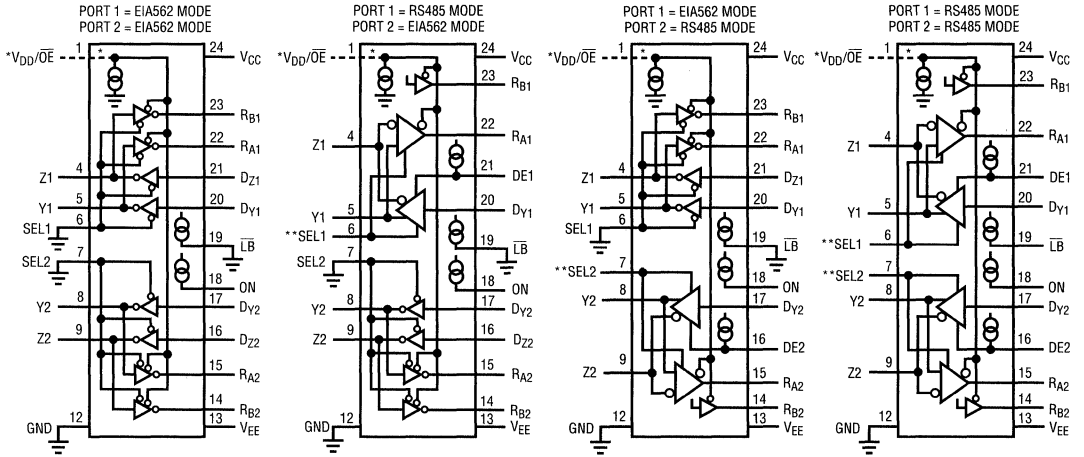 PORT 1 = EIA562 MODE
PORT 2 = EIA562 MODE
*VDD/O̅E̅
1
*
24
VCC
23
RB1
22
RA1
Z1
4
21
DZ1
Y1
5
20
DY1
SEL1
6
19
L̅B̅
SEL2
7
18
ON
Y2
8
17
DY2
Z2
9
16
DZ2
15
RA2
14
RB2
GND
12
13
VEE
PORT 1 = RS485 MODE
PORT 2 = EIA562 MODE
*VDD/O̅E̅
1
*
24
VCC
23
RB1
Z1
4
22
RA1
21
DE1
Y1
5
20
DY1
**SEL1
6
19
L̅B̅
SEL2
7
18
ON
Y2
8
17
DY2
Z2
9
16
DZ2
15
RA2
14
RB2
GND
12
13
VEE
PORT 1 = EIA562 MODE
PORT 2 = RS485 MODE
*VDD/O̅E̅
1
*
24
VCC
23
RB1
22
RA1
Z1
4
21
DZ1
Y1
5
20
DY1
SEL1
6
19
L̅B̅
**SEL2
7
18
ON
Y2
8
17
DY2
16
DE2
Z2
9
15
RA2
14
RB2
GND
12
13
VEE
PORT 1 = RS485 MODE
PORT 2 = RS485 MODE
*VDD/O̅E̅
1
*
24
VCC
23
RB1
Z1
4
22
RA1
21
DE1
Y1
5
20
DY1
**SEL1
6
19
L̅B̅
**SEL2
7
18
ON
Y2
8
17
DY2
16
DE2
Z2
9
15
RA2
14
RB2
GND
12
13
VEE